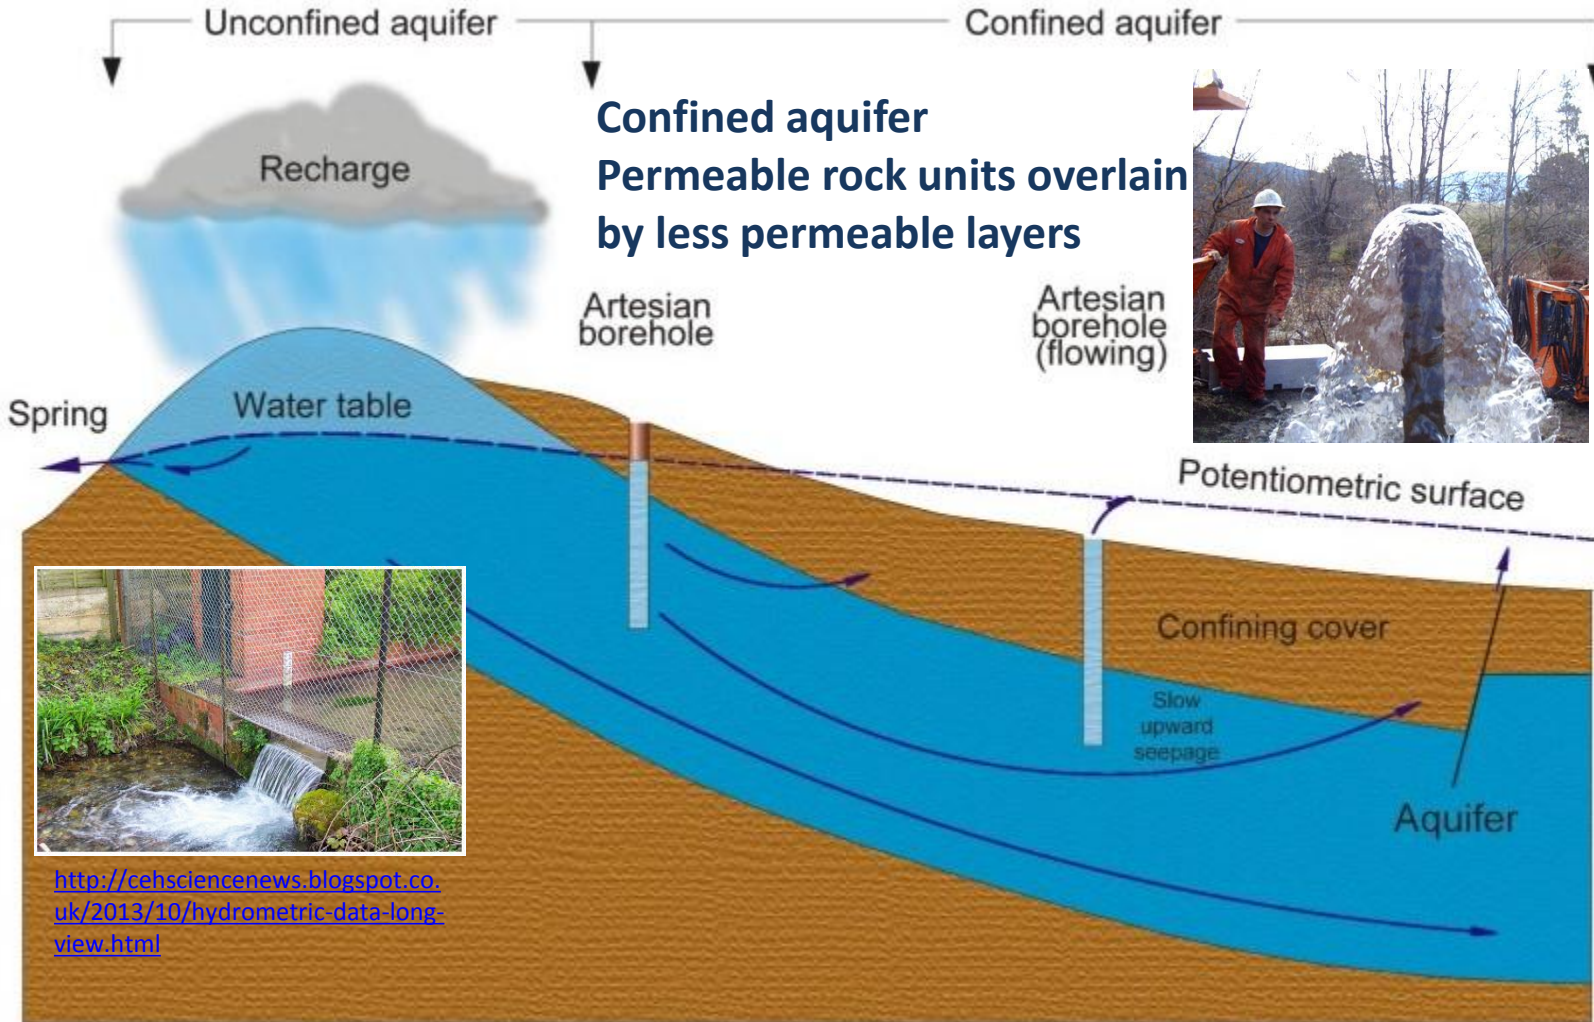 Unconfined aquifer
Confined aquifer
Recharge
Confined aquifer
Permeable rock units overlain
by less permeable layers
Artesian
borehole
Artesian
borehole
(flowing)
Spring
Water table
Potentiometric surface
Confining cover
Slow
upward
seepage
Aquifer
http://cehsciencenews.blogspot.co.
uk/2013/10/hydrometric-data-long-
view.html